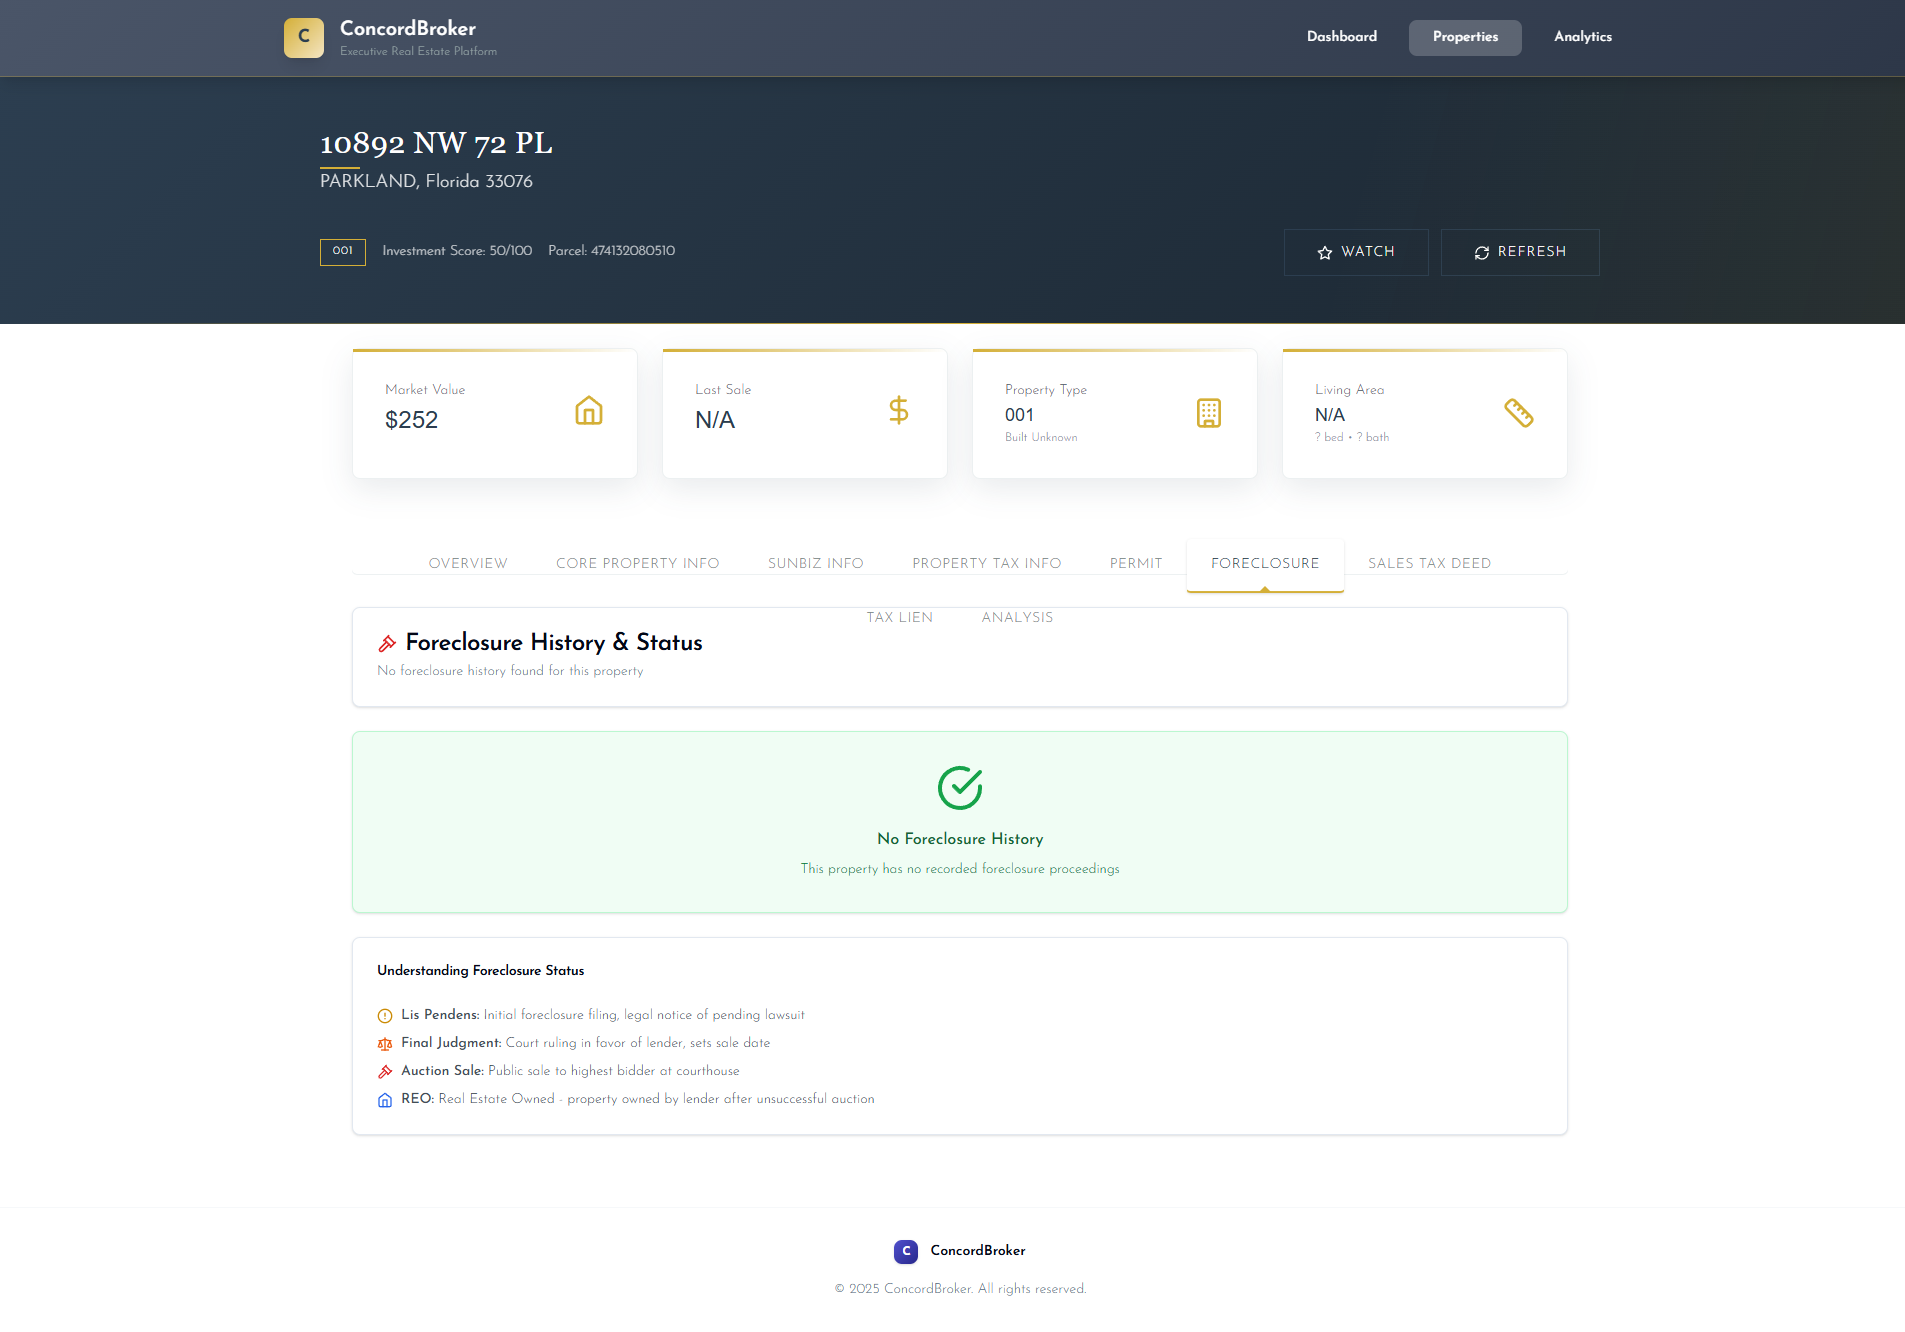 C
ConcordBroker
Executive Real Estate Platform
Dashboard
Properties
Analytics
10892 NW 72 PL
PARKLAND, Florida 33076
001
Investment Score: 50/100
Parcel: 474132080510
WATCH
REFRESH
Market Value
$252
Last Sale
N/A
Property Type
001
Built Unknown
Living Area
N/A
? bed • ? bath
OVERVIEW
CORE PROPERTY INFO
SUNBIZ INFO
PROPERTY TAX INFO
PERMIT
FORECLOSURE
SALES TAX DEED
TAX LIEN
ANALYSIS
Foreclosure History & Status
No foreclosure history found for this property
No Foreclosure History
This property has no recorded foreclosure proceedings
Understanding Foreclosure Status
Lis Pendens: Initial foreclosure filing, legal notice of pending lawsuit
Final Judgment: Court ruling in favor of lender, sets sale date
Auction Sale: Public sale to highest bidder at courthouse
REO: Real Estate Owned - property owned by lender after unsuccessful auction
C
ConcordBroker
© 2025 ConcordBroker. All rights reserved.